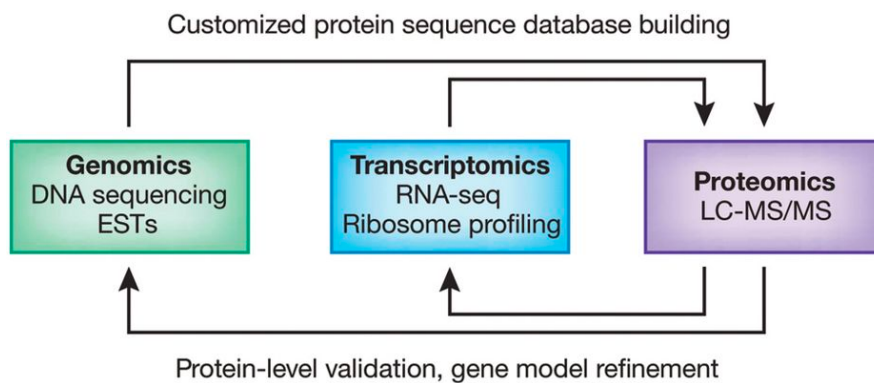 Customized protein sequence database building
Genomics
DNA sequencing
ESTs
Transcriptomics
RNA-seq
Ribosome profiling
Proteomics
LC-MS/MS
Protein-level validation, gene model refinement